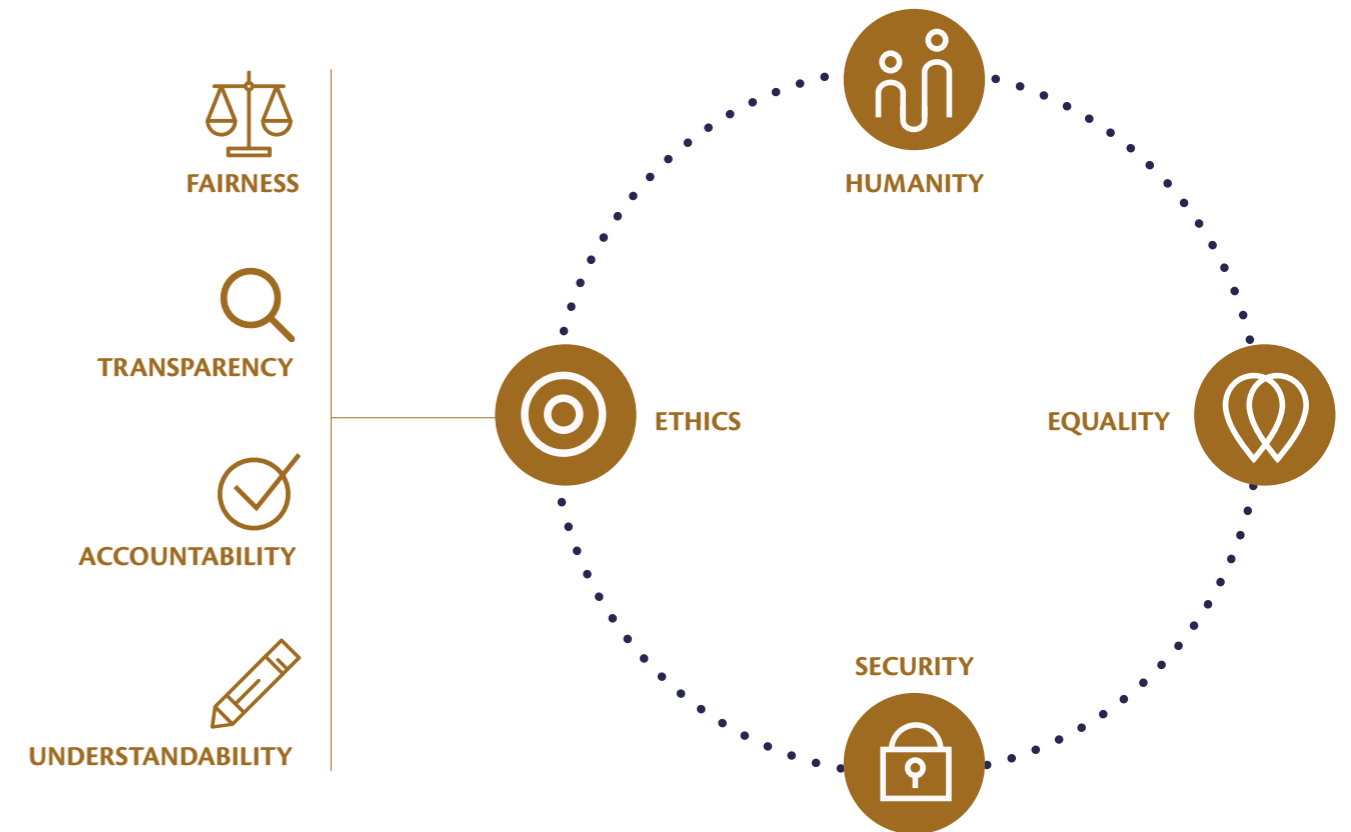 FAIRNESS
TRANSPARENCY
ACCOUNTABILITY
UNDERSTANDABILITY
HUMANITY
ETHICS
EQUALITY
SECURITY